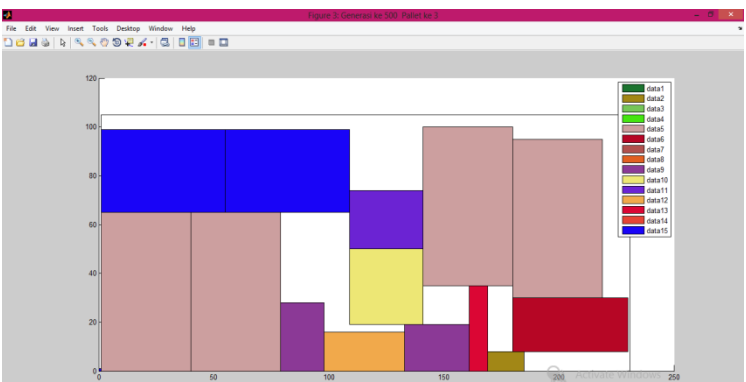 Figure 3: Generasi ke 500 Pallet ke 3
File Edit View Insert Tools Desktop Window Help
120
100
80
60
40
20
0
0 50 100 150 200 250
data1
data2
data3
data4
data5
data6
data7
data8
data9
data10
data11
data12
data13
data14
data15
Activate Windows